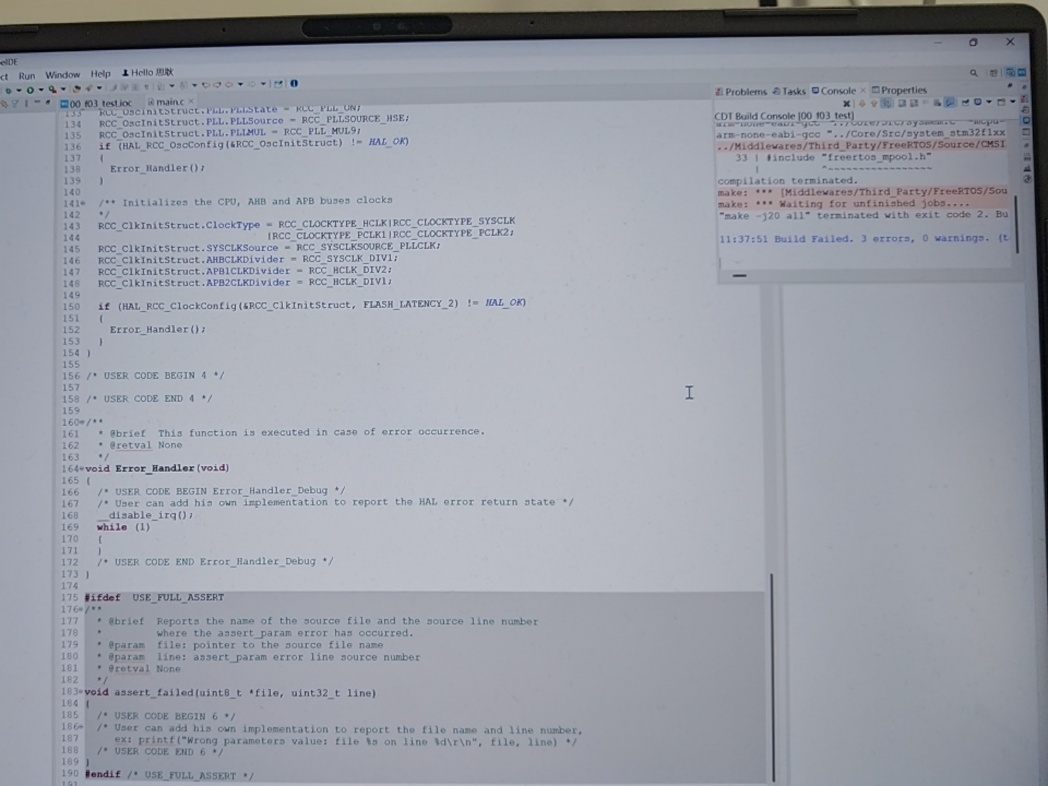 eIDE
ct Run Window Help Hello 周耿
00_f03_test.ioc main.c ×
133 RCC_OscInitStruct.PLL.PLLState = RCC_PLL_ON;
134 RCC_OscInitStruct.PLL.PLLSource = RCC_PLLSOURCE_HSE;
135 RCC_OscInitStruct.PLL.PLLMUL = RCC_PLL_MUL9;
136 if (HAL_RCC_OscConfig(&RCC_OscInitStruct) != HAL_OK)
137 {
138 Error_Handler();
139 }
140
141 /** Initializes the CPU, AHB and APB buses clocks
142 */
143 RCC_ClkInitStruct.ClockType = RCC_CLOCKTYPE_HCLK|RCC_CLOCKTYPE_SYSCLK
144 |RCC_CLOCKTYPE_PCLK1|RCC_CLOCKTYPE_PCLK2;
145 RCC_ClkInitStruct.SYSCLKSource = RCC_SYSCLKSOURCE_PLLCLK;
146 RCC_ClkInitStruct.AHBCLKDivider = RCC_SYSCLK_DIV1;
147 RCC_ClkInitStruct.APB1CLKDivider = RCC_HCLK_DIV2;
148 RCC_ClkInitStruct.APB2CLKDivider = RCC_HCLK_DIV1;
149
150 if (HAL_RCC_ClockConfig(&RCC_ClkInitStruct, FLASH_LATENCY_2) != HAL_OK)
151 {
152 Error_Handler();
153 }
154 }
155
156 /* USER CODE BEGIN 4 */
157
158 /* USER CODE END 4 */
159
160 /**
161 * @brief This function is executed in case of error occurrence.
162 * @retval None
163 */
164 void Error_Handler(void)
165 {
166 /* USER CODE BEGIN Error_Handler_Debug */
167 /* User can add his own implementation to report the HAL error return state */
168 __disable_irq();
169 while (1)
170 {
171 }
172 /* USER CODE END Error_Handler_Debug */
173 }
174
175 #ifdef USE_FULL_ASSERT
176 /**
177 * @brief Reports the name of the source file and the source line number
178 * where the assert_param error has occurred.
179 * @param file: pointer to the source file name
180 * @param line: assert_param error line source number
181 * @retval None
182 */
183 void assert_failed(uint8_t *file, uint32_t line)
184 {
185 /* USER CODE BEGIN 6 */
186 /* User can add his own implementation to report the file name and line number,
187 ex: printf("Wrong parameters value: file %s on line %d\r\n", file, line) */
188 /* USER CODE END 6 */
189 }
190 #endif /* USE_FULL_ASSERT */
191
Problems Tasks Console × Properties
CDT Build Console [00_f03_test]
arm-none-eabi-gcc "../Core/Src/sysmem.c" -mcpu=
arm-none-eabi-gcc "../Core/Src/system_stm32f1xx
../Middlewares/Third_Party/FreeRTOS/Source/CMSI
33 | #include "freertos_mpool.h"
| ^~~~~~~~~~~~~~~~~~
compilation terminated.
make: *** [Middlewares/Third_Party/FreeRTOS/Sou
make: *** Waiting for unfinished jobs....
"make -j20 all" terminated with exit code 2. Bu
11:37:51 Build Failed. 3 errors, 0 warnings. (t